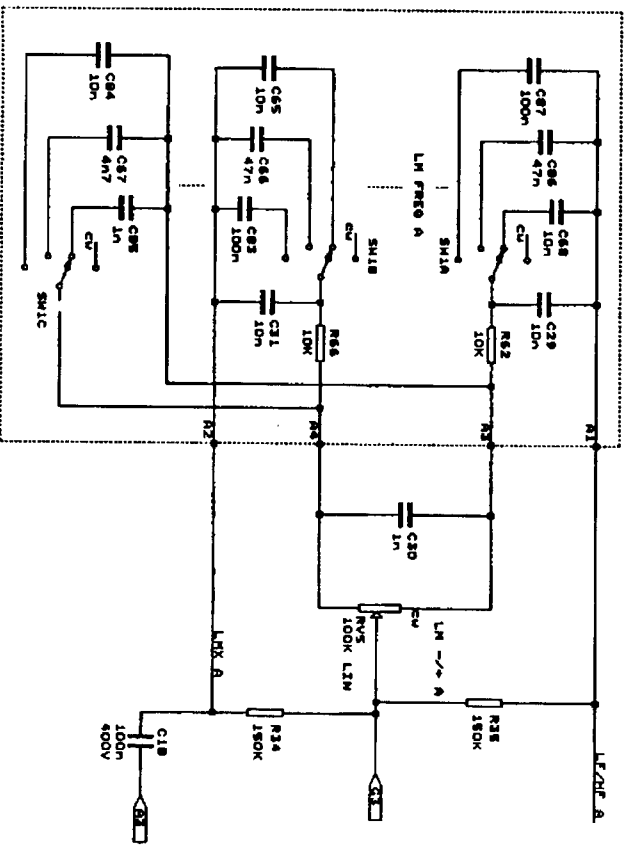 A1
LF/HF A
C87
100n
C86
47n
C68
10n
cw
C29
10n
R62
10K
A3
R35
150K
SW1A
LM FREQ A
C30
1n
cw
LM -/+ A
RV5
100K LIN
SW1B
cw
R66
10K
A4
C65
10n
C66
47n
C83
100n
C31
10n
R34
150K
A2
LMX A
C84
10n
C67
4n7
C85
1n
cw
SW1C
C18
100n
400V